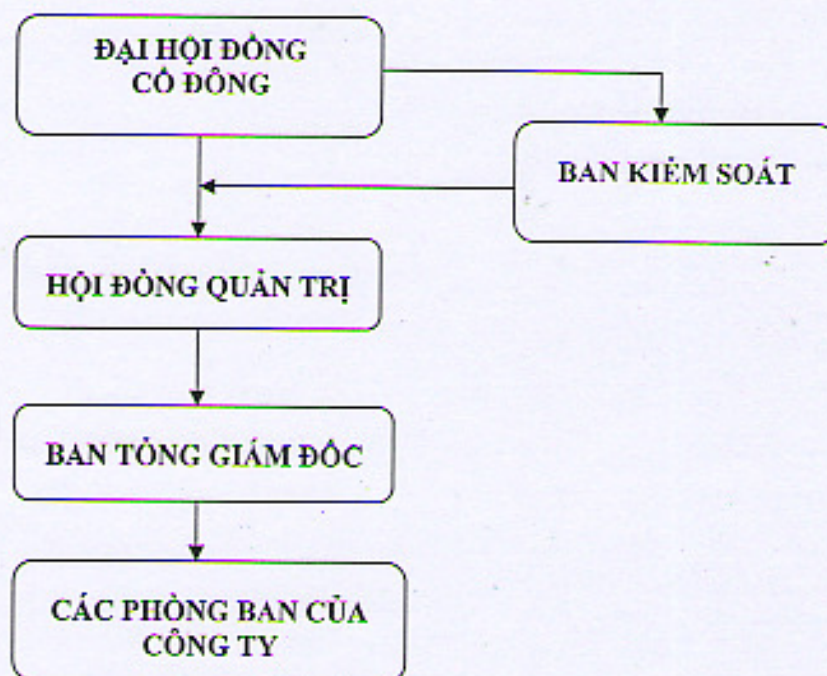 ĐẠI HỘI ĐỒNG
CỔ ĐÔNG
BAN KIỂM SOÁT
HỘI ĐỒNG QUẢN TRỊ
BAN TỔNG GIÁM ĐỐC
CÁC PHÒNG BAN CỦA
CÔNG TY